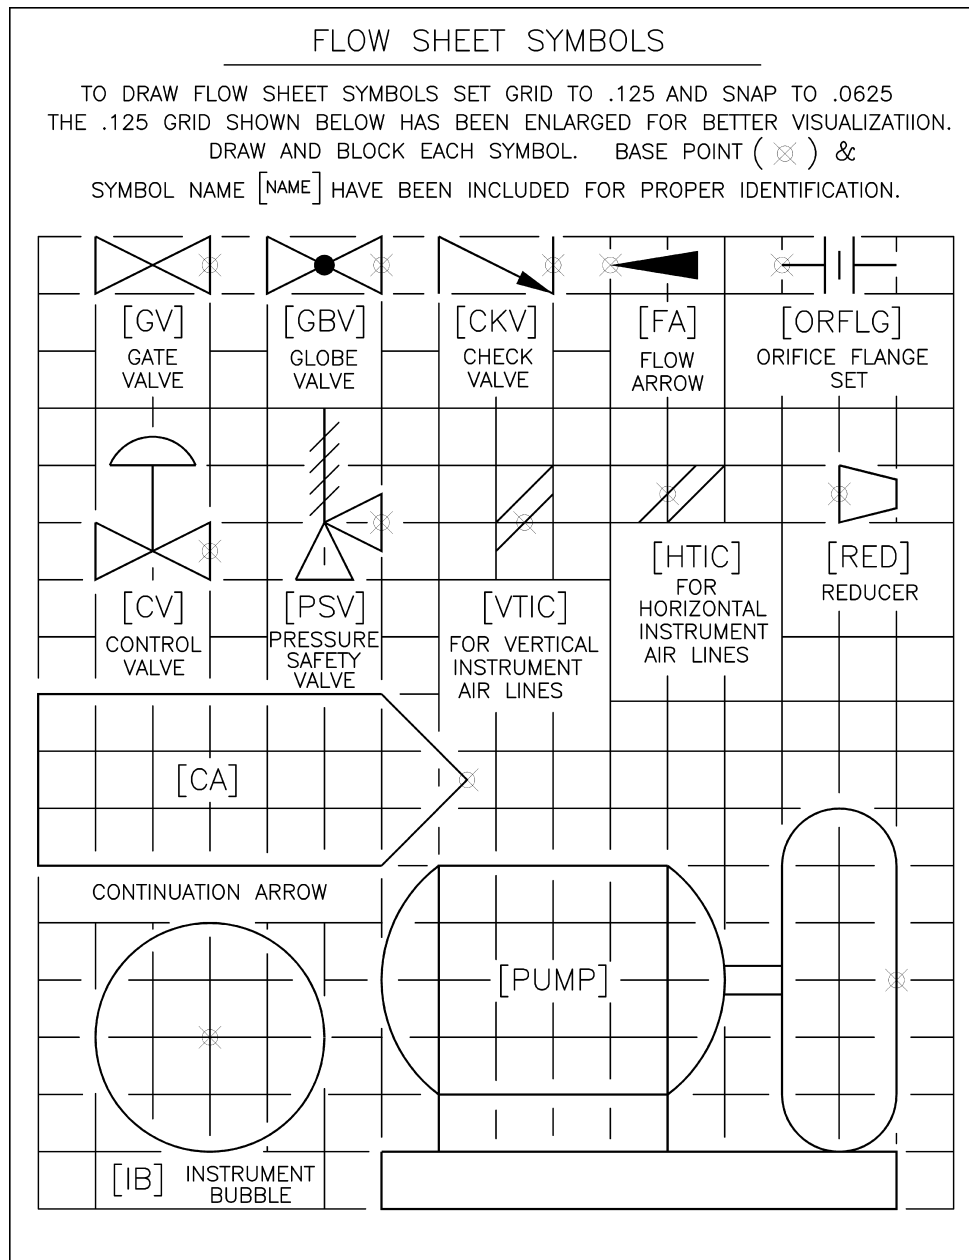 FLOW SHEET SYMBOLS
TO DRAW FLOW SHEET SYMBOLS SET GRID TO .125 AND SNAP TO .0625
THE .125 GRID SHOWN BELOW HAS BEEN ENLARGED FOR BETTER VISUALIZATIION.
DRAW AND BLOCK EACH SYMBOL. BASE POINT ( ) &
SYMBOL NAME [NAME] HAVE BEEN INCLUDED FOR PROPER IDENTIFICATION.
[GV]
GATE
VALVE
[GBV]
GLOBE
VALVE
[CKV]
CHECK
VALVE
[FA]
FLOW
ARROW
[ORFLG]
ORIFICE FLANGE
SET
[CV]
CONTROL
VALVE
[PSV]
PRESSURE
SAFETY
VALVE
[VTIC]
FOR VERTICAL
INSTRUMENT
AIR LINES
[HTIC]
FOR
HORIZONTAL
INSTRUMENT
AIR LINES
[RED]
REDUCER
[CA]
CONTINUATION ARROW
[PUMP]
[IB] INSTRUMENT
BUBBLE